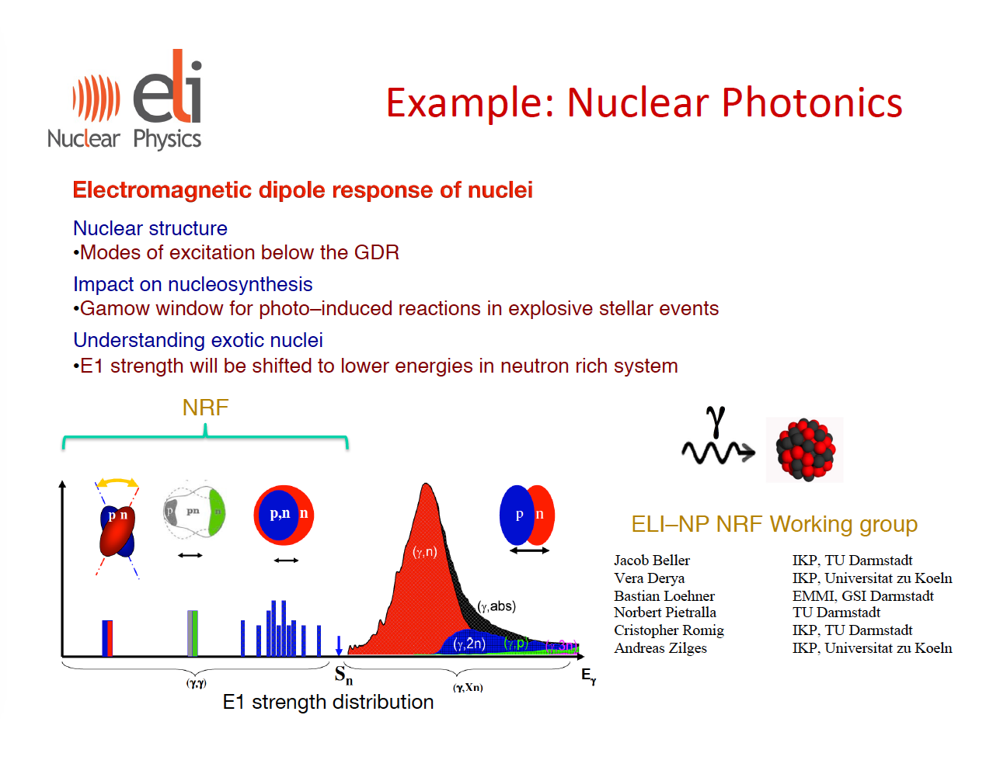 eli
Nuclear Physics
Example: Nuclear Photonics
Electromagnetic dipole response of nuclei
Nuclear structure
•Modes of excitation below the GDR
Impact on nucleosynthesis
•Gamow window for photo–induced reactions in explosive stellar events
Understanding exotic nuclei
•E1 strength will be shifted to lower energies in neutron rich system
NRF
γ
p n
p pn n
p,n n
p n
(γ,n)
(γ,abs)
(γ,2n) (γ,p) (γ,3n)
Sn
Eγ
(γ,γ)
(γ,Xn)
E1 strength distribution
ELI–NP NRF Working group
Jacob Beller IKP, TU Darmstadt
Vera Derya IKP, Universitat zu Koeln
Bastian Loehner EMMI, GSI Darmstadt
Norbert Pietralla TU Darmstadt
Cristopher Romig IKP, TU Darmstadt
Andreas Zilges IKP, Universitat zu Koeln